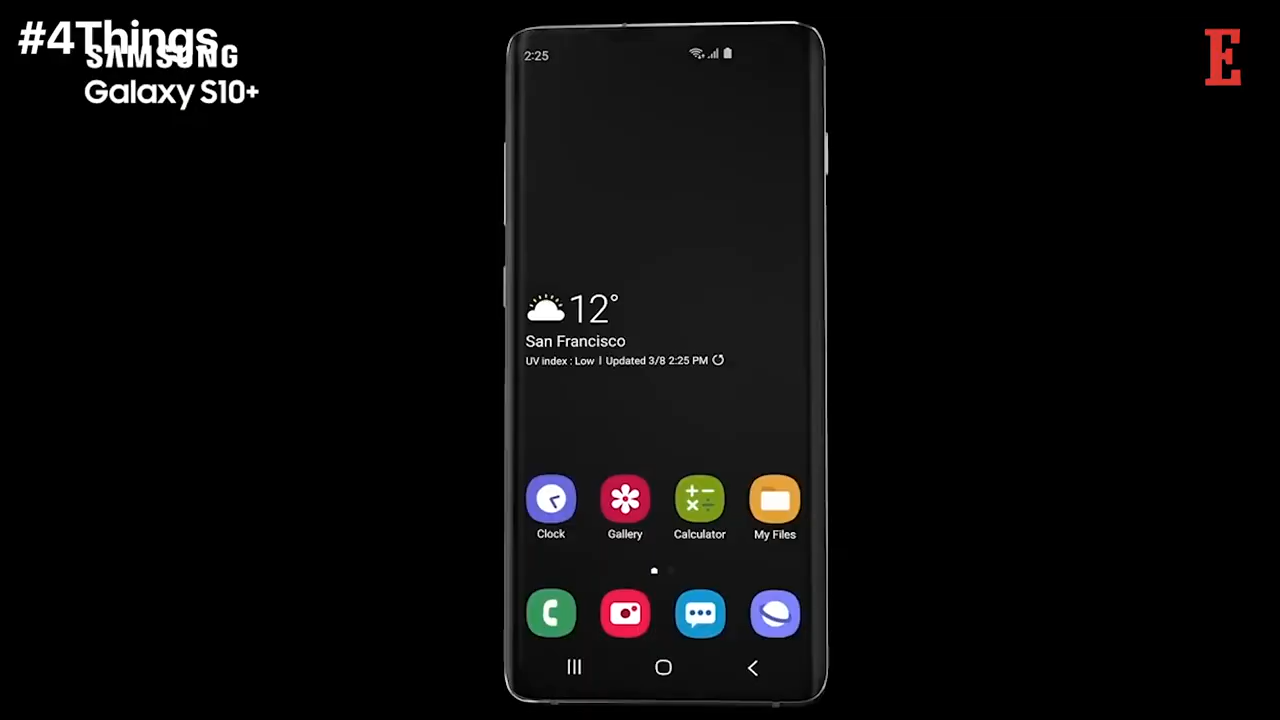 #4Things
SAMSUNG
Galaxy S10+
E
2:25
12°
San Francisco
UV index : Low | Updated 3/8 2:25 PM
Clock
Gallery
Calculator
My Files